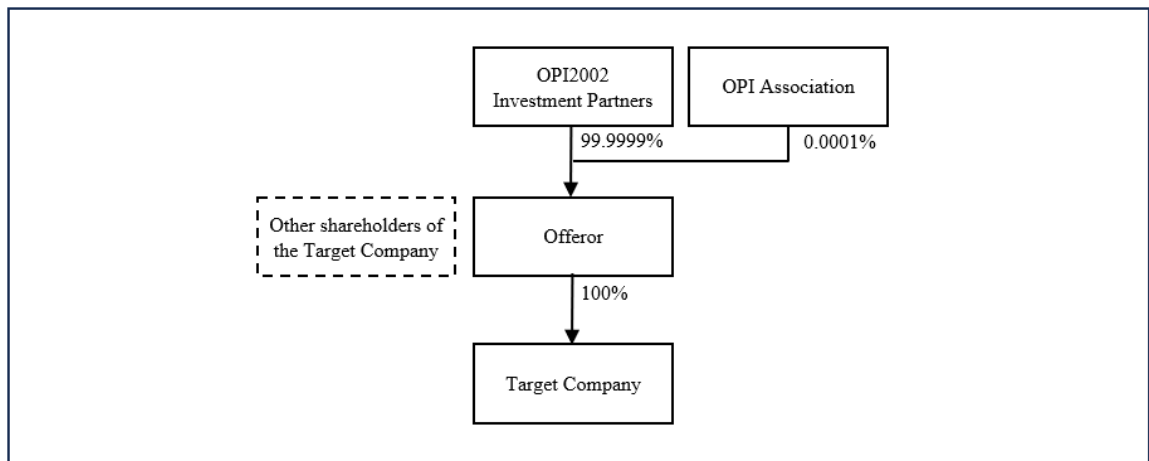 OPI2002
Investment Partners
OPI Association
99.9999%
0.0001%
Other shareholders of
the Target Company
Offeror
100%
Target Company